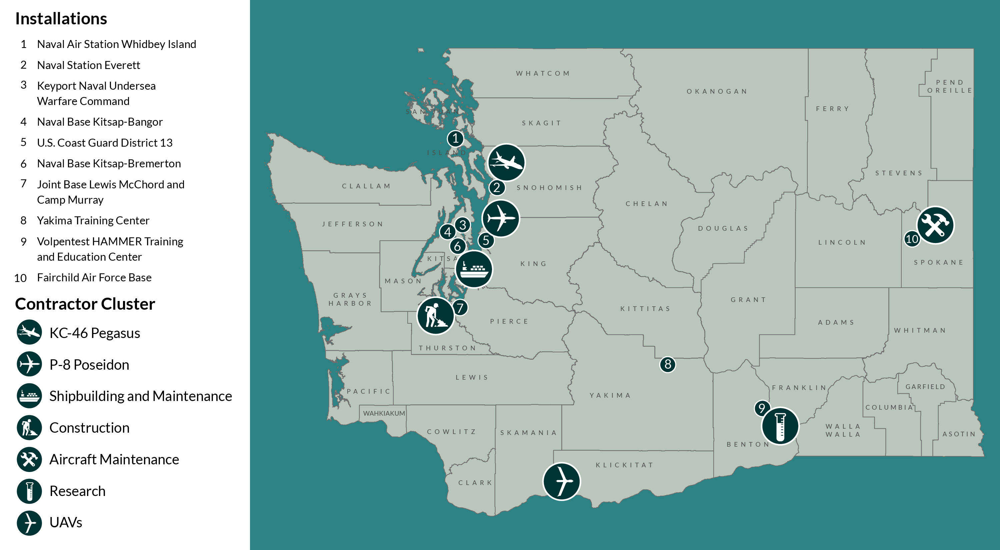 Installations
1 Naval Air Station Whidbey Island
2 Naval Station Everett
3 Keyport Naval Undersea
Warfare Command
4 Naval Base Kitsap-Bangor
5 U.S. Coast Guard District 13
6 Naval Base Kitsap-Bremerton
7 Joint Base Lewis McChord and
Camp Murray
8 Yakima Training Center
9 Volpentest HAMMER Training
and Education Center
10 Fairchild Air Force Base
Contractor Cluster
KC-46 Pegasus
P-8 Poseidon
Shipbuilding and Maintenance
Construction
Aircraft Maintenance
Research
UAVs
WHATCOM
OKANOGAN
FERRY
PEND
OREILLE
SAN JUAN
SKAGIT
1
ISLAND
STEVENS
CLALLAM
2
SNOHOMISH
CHELAN
JEFFERSON
3
4
5
6
DOUGLAS
LINCOLN
10
SPOKANE
KITSA
KING
MASON
GRAYS
HARBOR
7
PIERCE
KITTITAS
GRANT
ADAMS
WHITMAN
THURSTON
8
LEWIS
PACIFIC
YAKIMA
FRANKLIN
GARFIELD
WAHKIAKUM
9
COLUMBIA
COWLITZ
SKAMANIA
WALLA
WALLA
ASOTIN
BENTON
KLICKITAT
CLARK